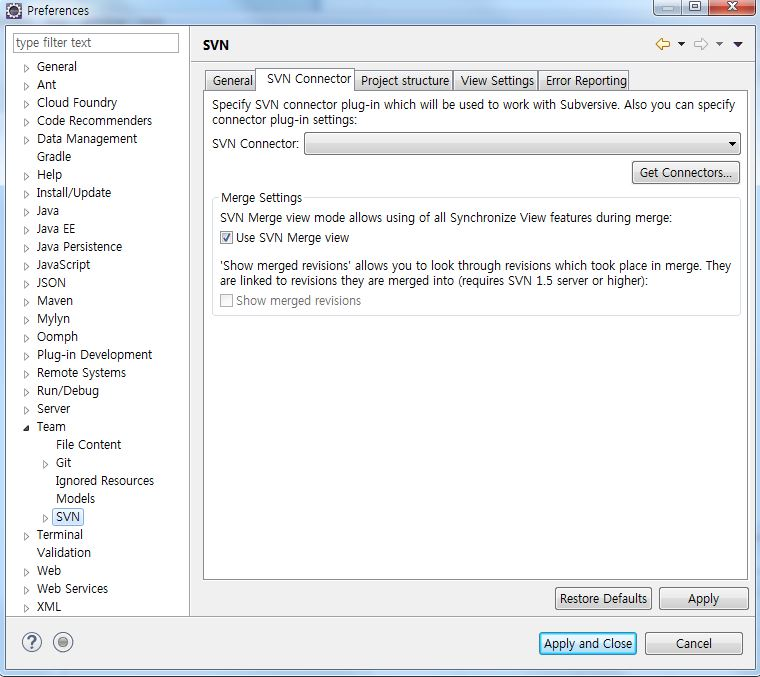 Preferences
type filter text
General
Ant
Cloud Foundry
Code Recommenders
Data Management
Gradle
Help
Install/Update
Java
Java EE
Java Persistence
JavaScript
JSON
Maven
Mylyn
Oomph
Plug-in Development
Remote Systems
Run/Debug
Server
Team
File Content
Git
Ignored Resources
Models
SVN
Terminal
Validation
Web
Web Services
XML
SVN
General
SVN Connector
Project structure
View Settings
Error Reporting
Specify SVN connector plug-in which will be used to work with Subversive. Also you can specify
connector plug-in settings:
SVN Connector:
Get Connectors...
Merge Settings
SVN Merge view mode allows using of all Synchronize View features during merge:
Use SVN Merge view
'Show merged revisions' allows you to look through revisions which took place in merge. They
are linked to revisions they are merged into (requires SVN 1.5 server or higher):
Show merged revisions
Restore Defaults
Apply
Apply and Close
Cancel